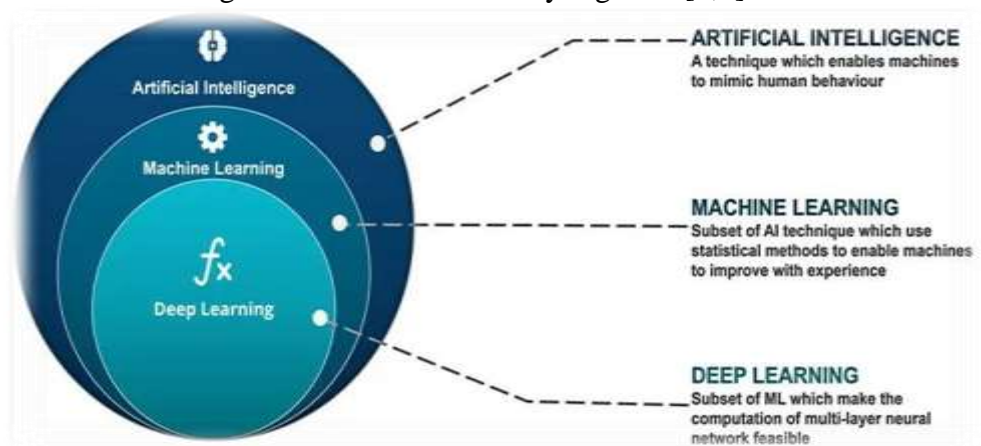 Artificial Intelligence
Machine Learning
fx
Deep Learning
ARTIFICIAL INTELLIGENCE
A technique which enables machines
to mimic human behaviour
MACHINE LEARNING
Subset of AI technique which use
statistical methods to enable machines
to improve with experience
DEEP LEARNING
Subset of ML which make the
computation of multi-layer neural
network feasible